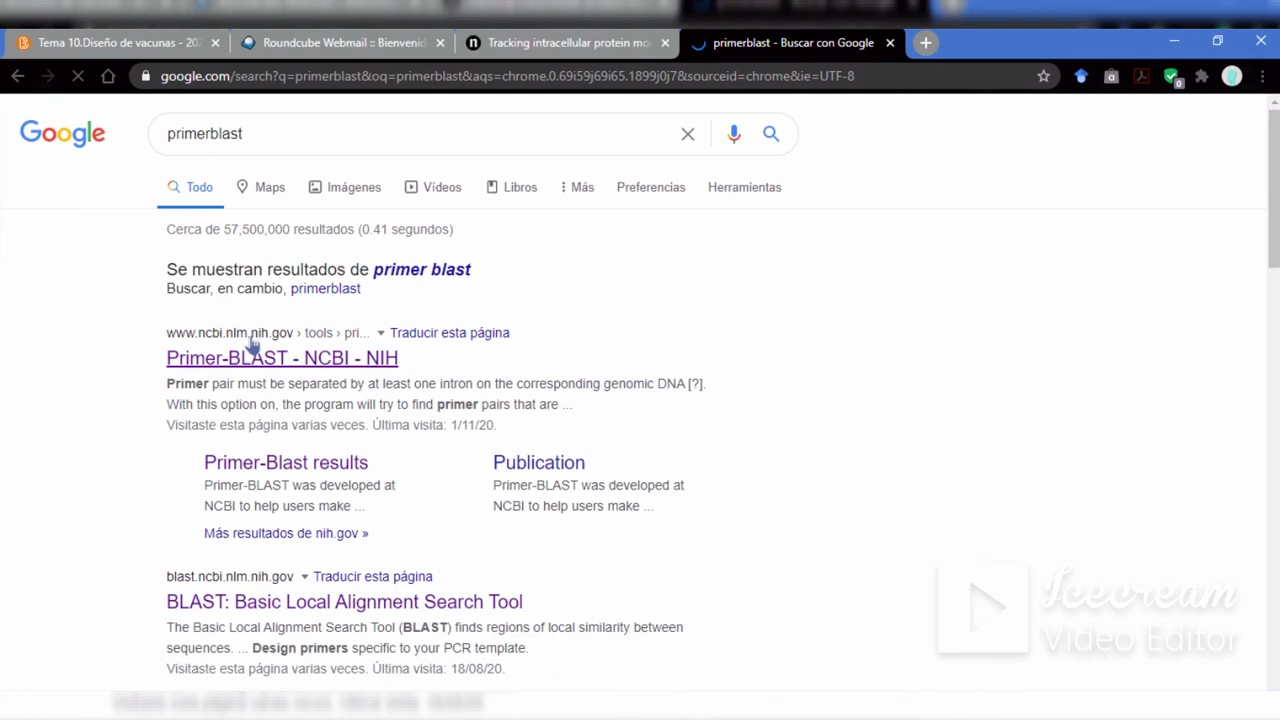 Tema 10.Diseño de vacunas - 202
Roundcube Webmail :: Bienvenid
Tracking intracellular protein mov
primerblast - Buscar con Google
google.com/search?q=primerblast&oq=primerblast&aqs=chrome.0.69i59j69i65.1899j0j7&sourceid=chrome&ie=UTF-8
Google
primerblast
Todo Maps Imágenes Vídeos Libros Más Preferencias Herramientas
Cerca de 57,500,000 resultados (0.41 segundos)
Se muestran resultados de primer blast
Buscar, en cambio, primerblast
www.ncbi.nlm.nih.gov › tools › pri... Traducir esta página
Primer-BLAST - NCBI - NIH
Primer pair must be separated by at least one intron on the corresponding genomic DNA [?].
With this option on, the program will try to find primer pairs that are ...
Visitaste esta página varias veces. Última visita: 1/11/20.
Primer-Blast results
Primer-BLAST was developed at
NCBI to help users make ...
Publication
Primer-BLAST was developed at
NCBI to help users make ...
Más resultados de nih.gov »
blast.ncbi.nlm.nih.gov Traducir esta página
BLAST: Basic Local Alignment Search Tool
The Basic Local Alignment Search Tool (BLAST) finds regions of local similarity between
sequences. ... Design primers specific to your PCR template.
Visitaste esta página varias veces. Última visita: 18/08/20.
Icecream
Video Editor